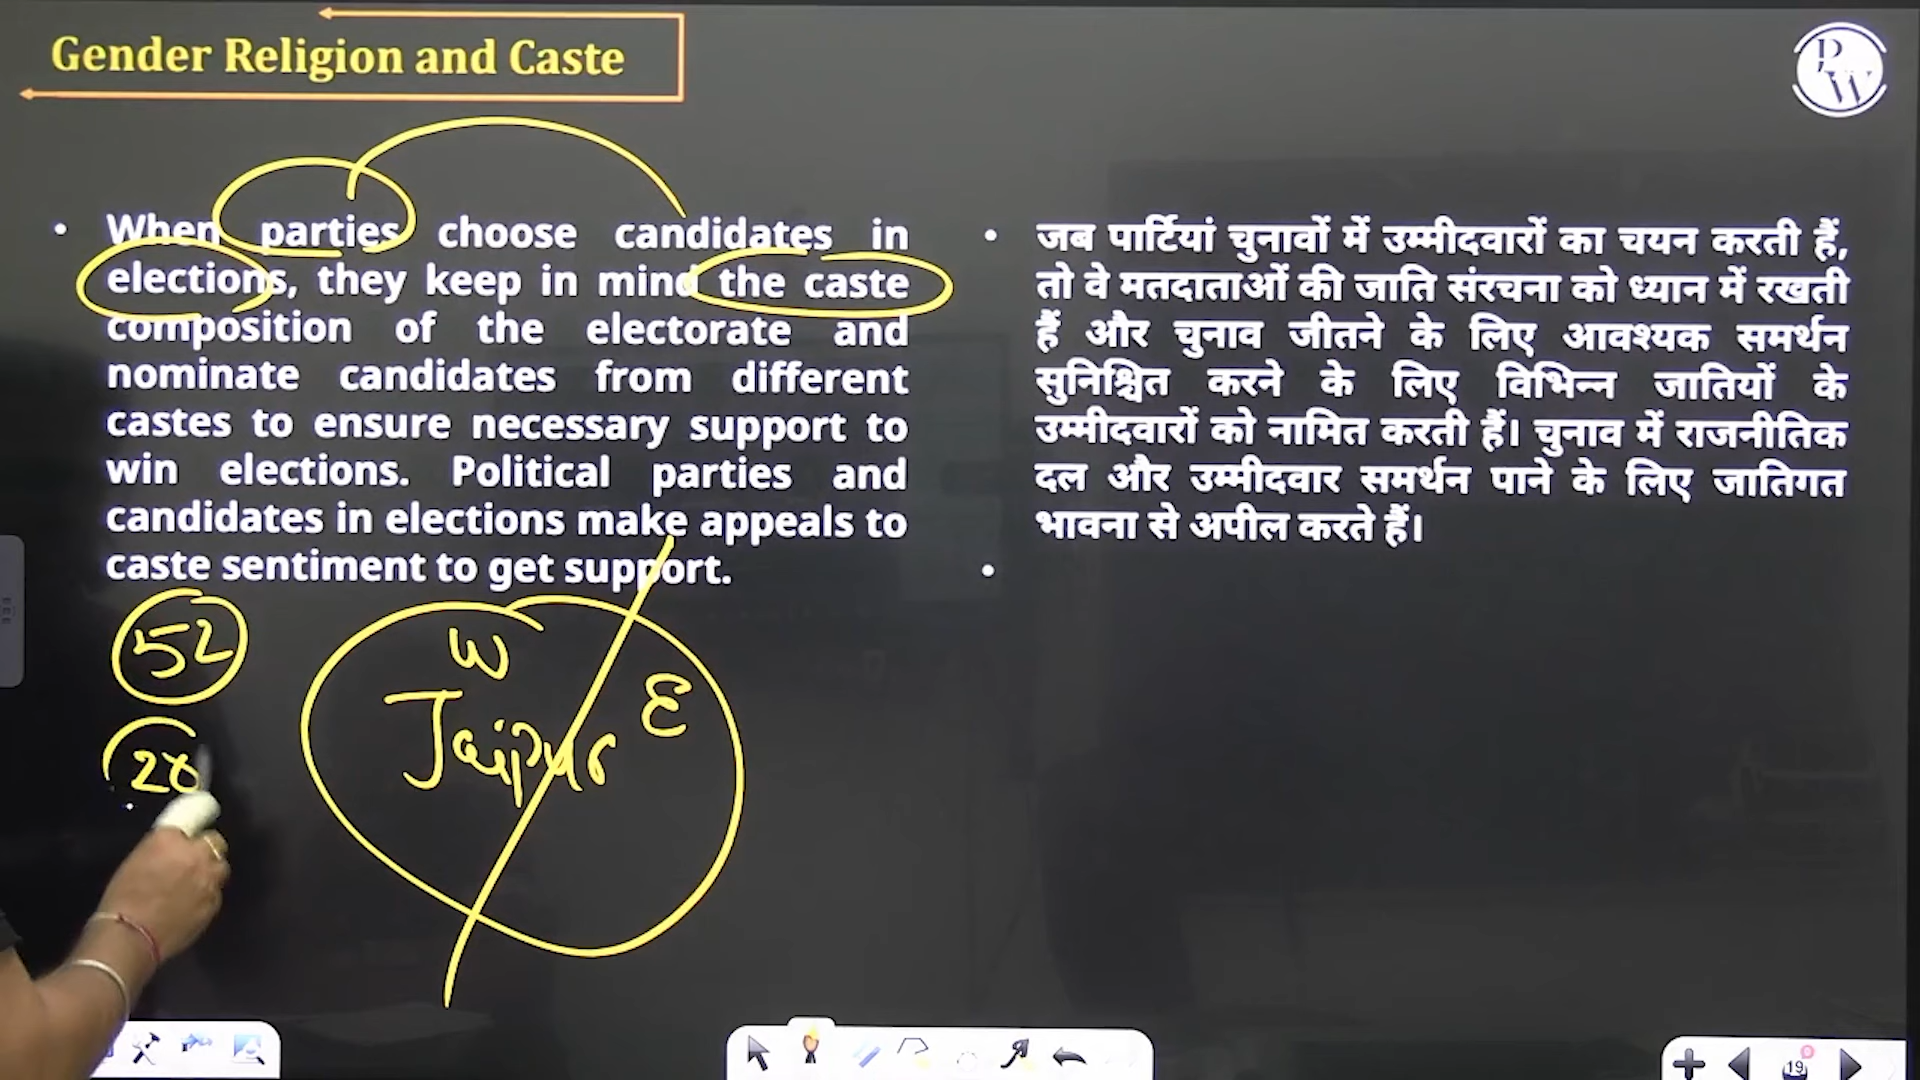 Gender Religion and Caste
PW
• When parties choose candidates in
elections, they keep in mind the caste
composition of the electorate and
nominate candidates from different
castes to ensure necessary support to
win elections. Political parties and
candidates in elections make appeals to
caste sentiment to get support.
• जब पार्टियां चुनावों में उम्मीदवारों का चयन करती हैं,
तो वे मतदाताओं की जाति संरचना को ध्यान में रखती
हैं और चुनाव जीतने के लिए आवश्यक समर्थन
सुनिश्चित करने के लिए विभिन्न जातियों के
उम्मीदवारों को नामित करती हैं। चुनाव में राजनीतिक
दल और उम्मीदवार समर्थन पाने के लिए जातिगत
भावना से अपील करते हैं।
•
52
W
E
Jaipur
19